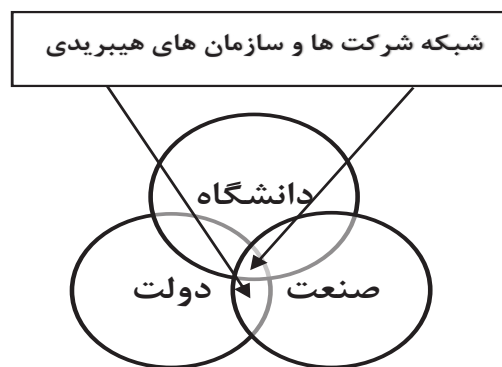 شبکه شرکت ها و سازمان های هیبریدی
دانشگاه
صنعت
دولت